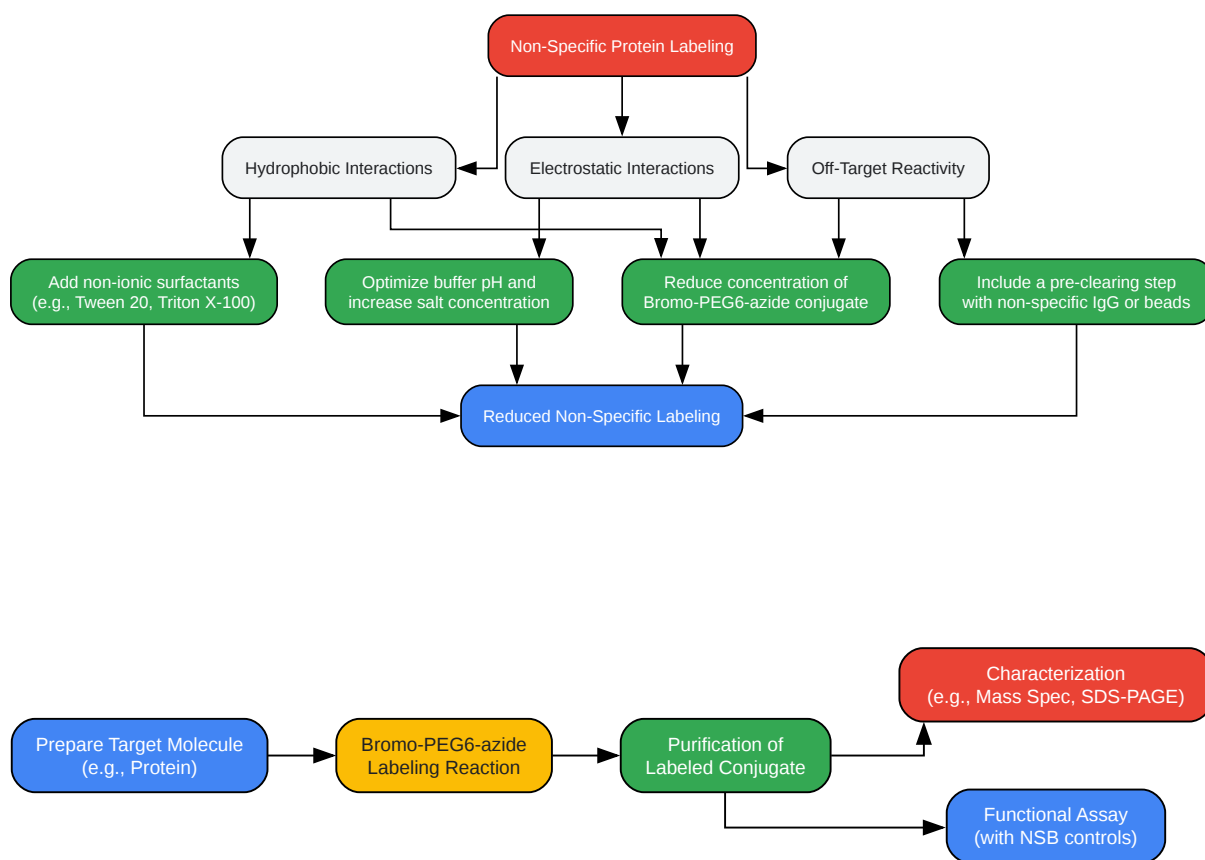 Non-Specific Protein Labeling
Hydrophobic Interactions
Electrostatic Interactions
Off-Target Reactivity
Add non-ionic surfactants
(e.g., Tween 20, Triton X-100)
Optimize buffer pH and
increase salt concentration
Reduce concentration of
Bromo-PEG6-azide conjugate
Include a pre-clearing step
with non-specific IgG or beads
Reduced Non-Specific Labeling
Characterization
(e.g., Mass Spec, SDS-PAGE)
Prepare Target Molecule
(e.g., Protein)
Bromo-PEG6-azide
Labeling Reaction
Purification of
Labeled Conjugate
Functional Assay
(with NSB controls)